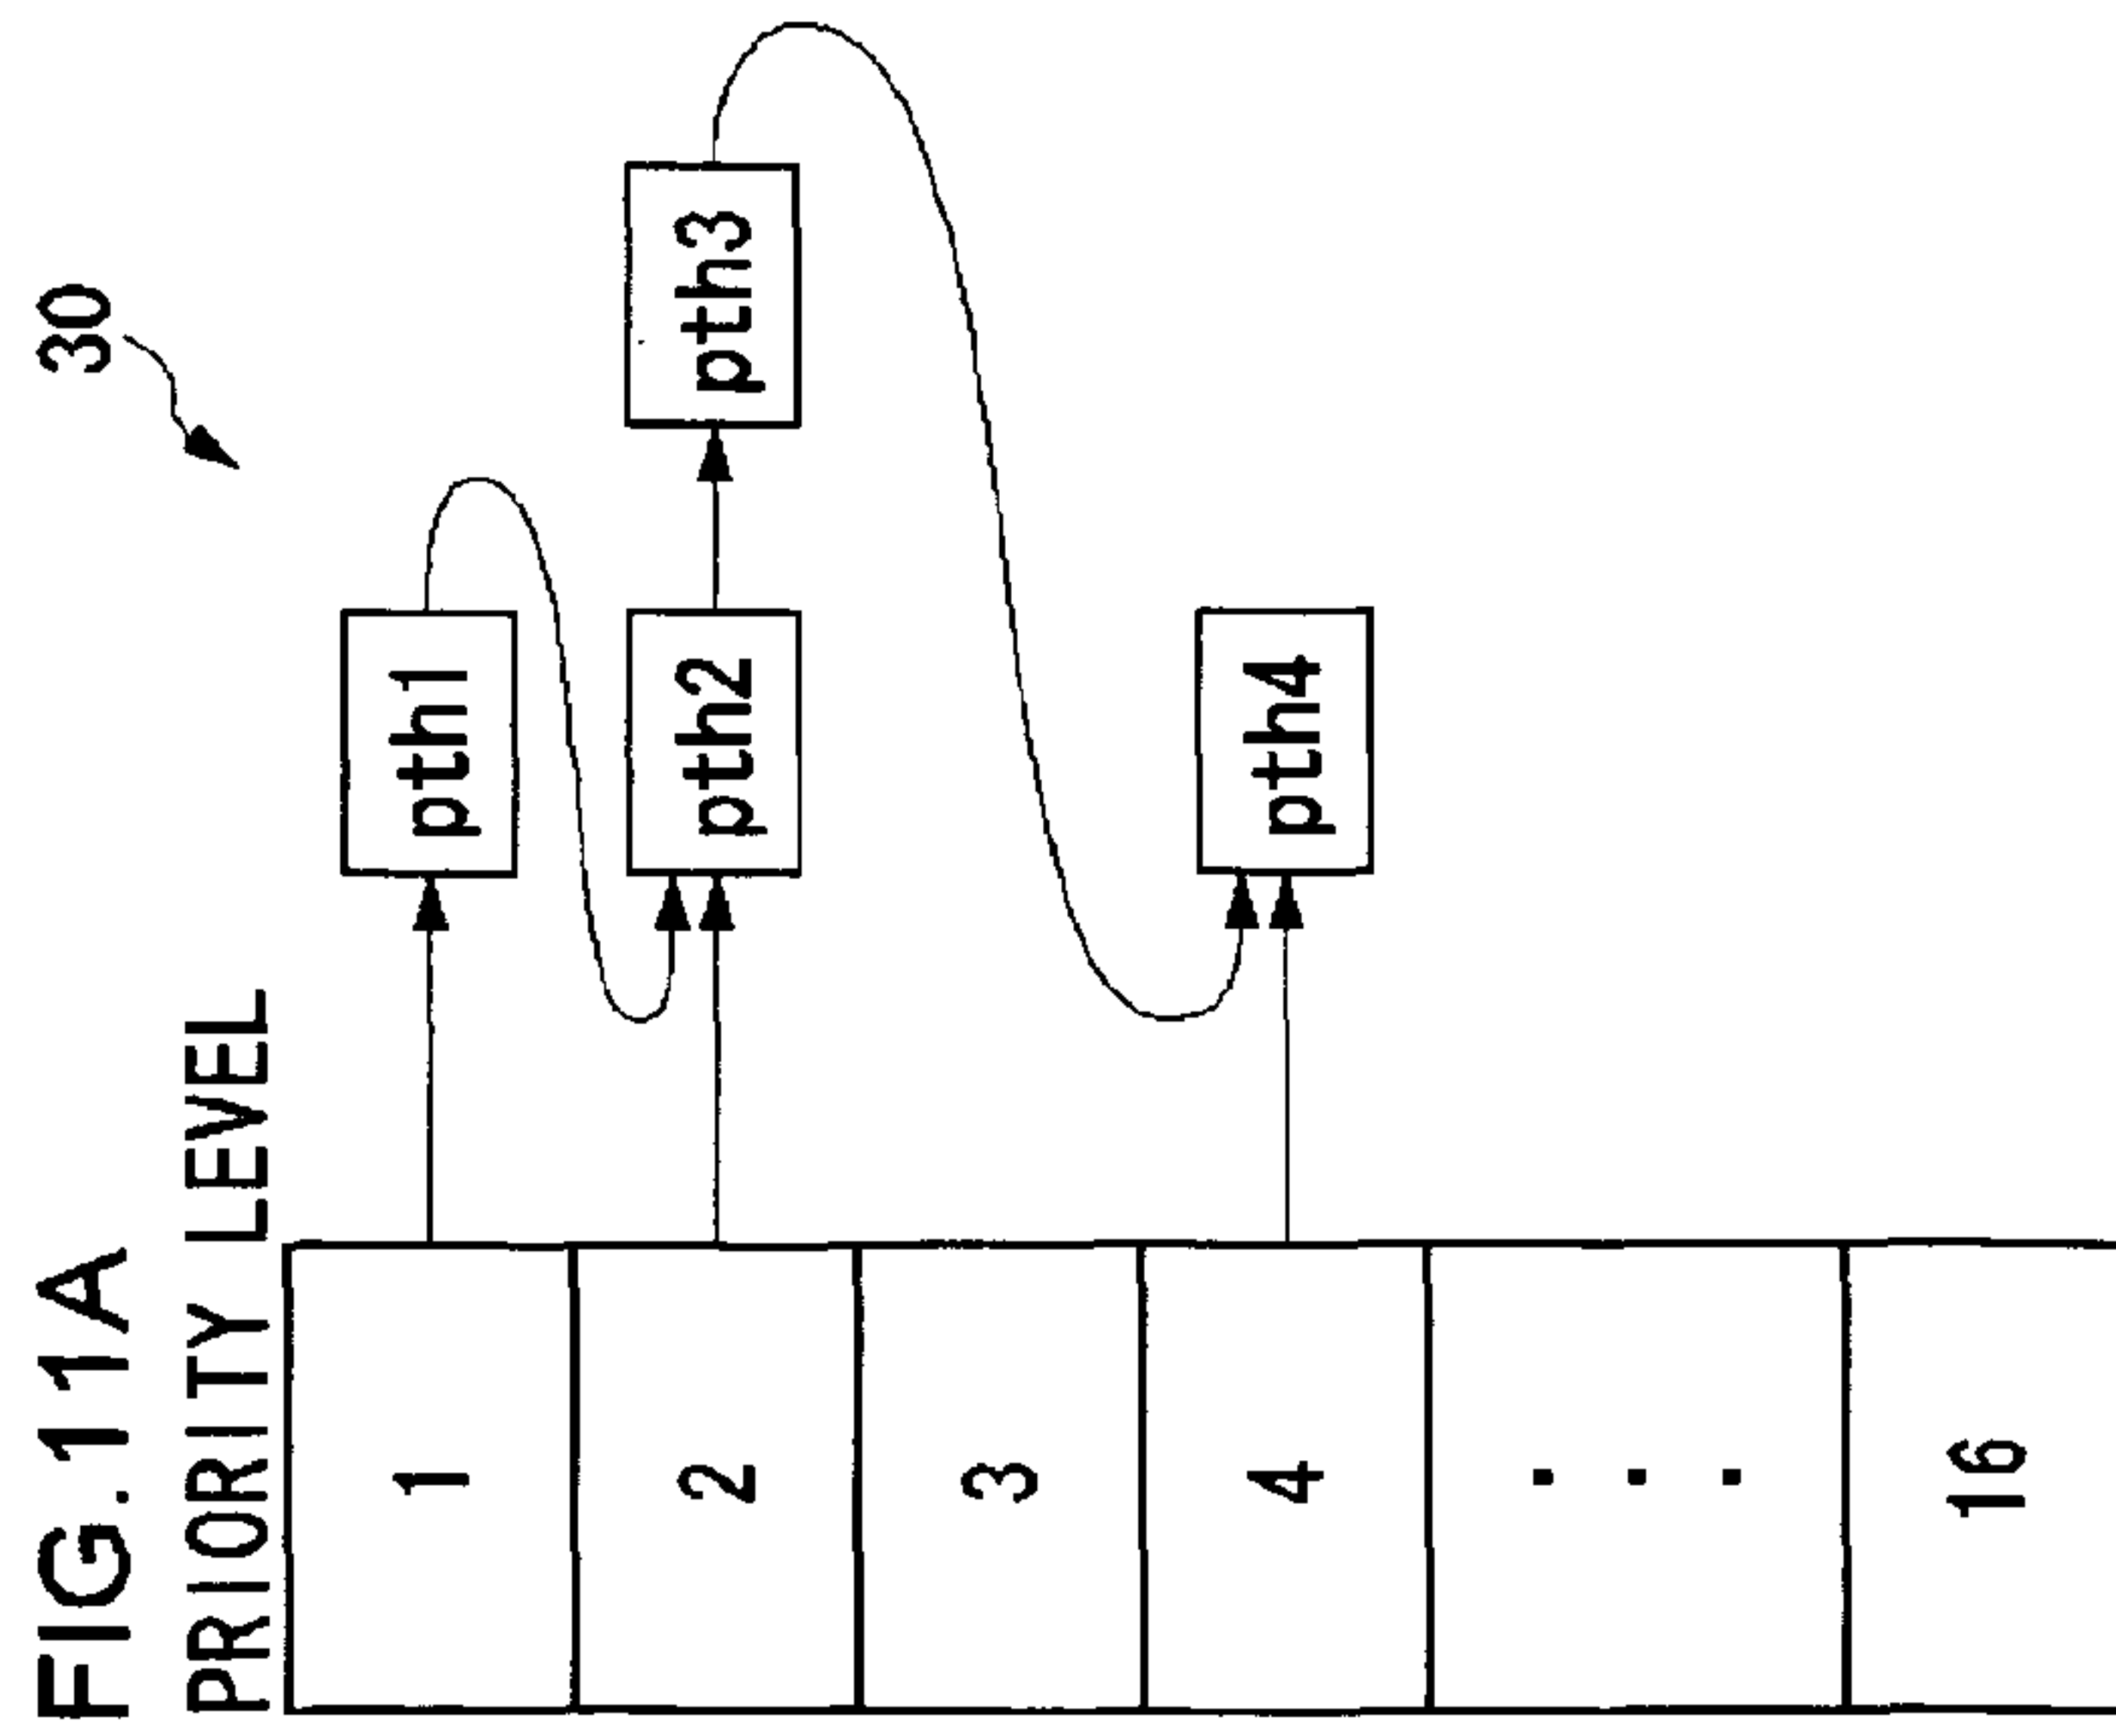 FIG.11A
30
PRIORITY LEVEL
1
pth1
2
pth2
pth3
3
4
pth4
16